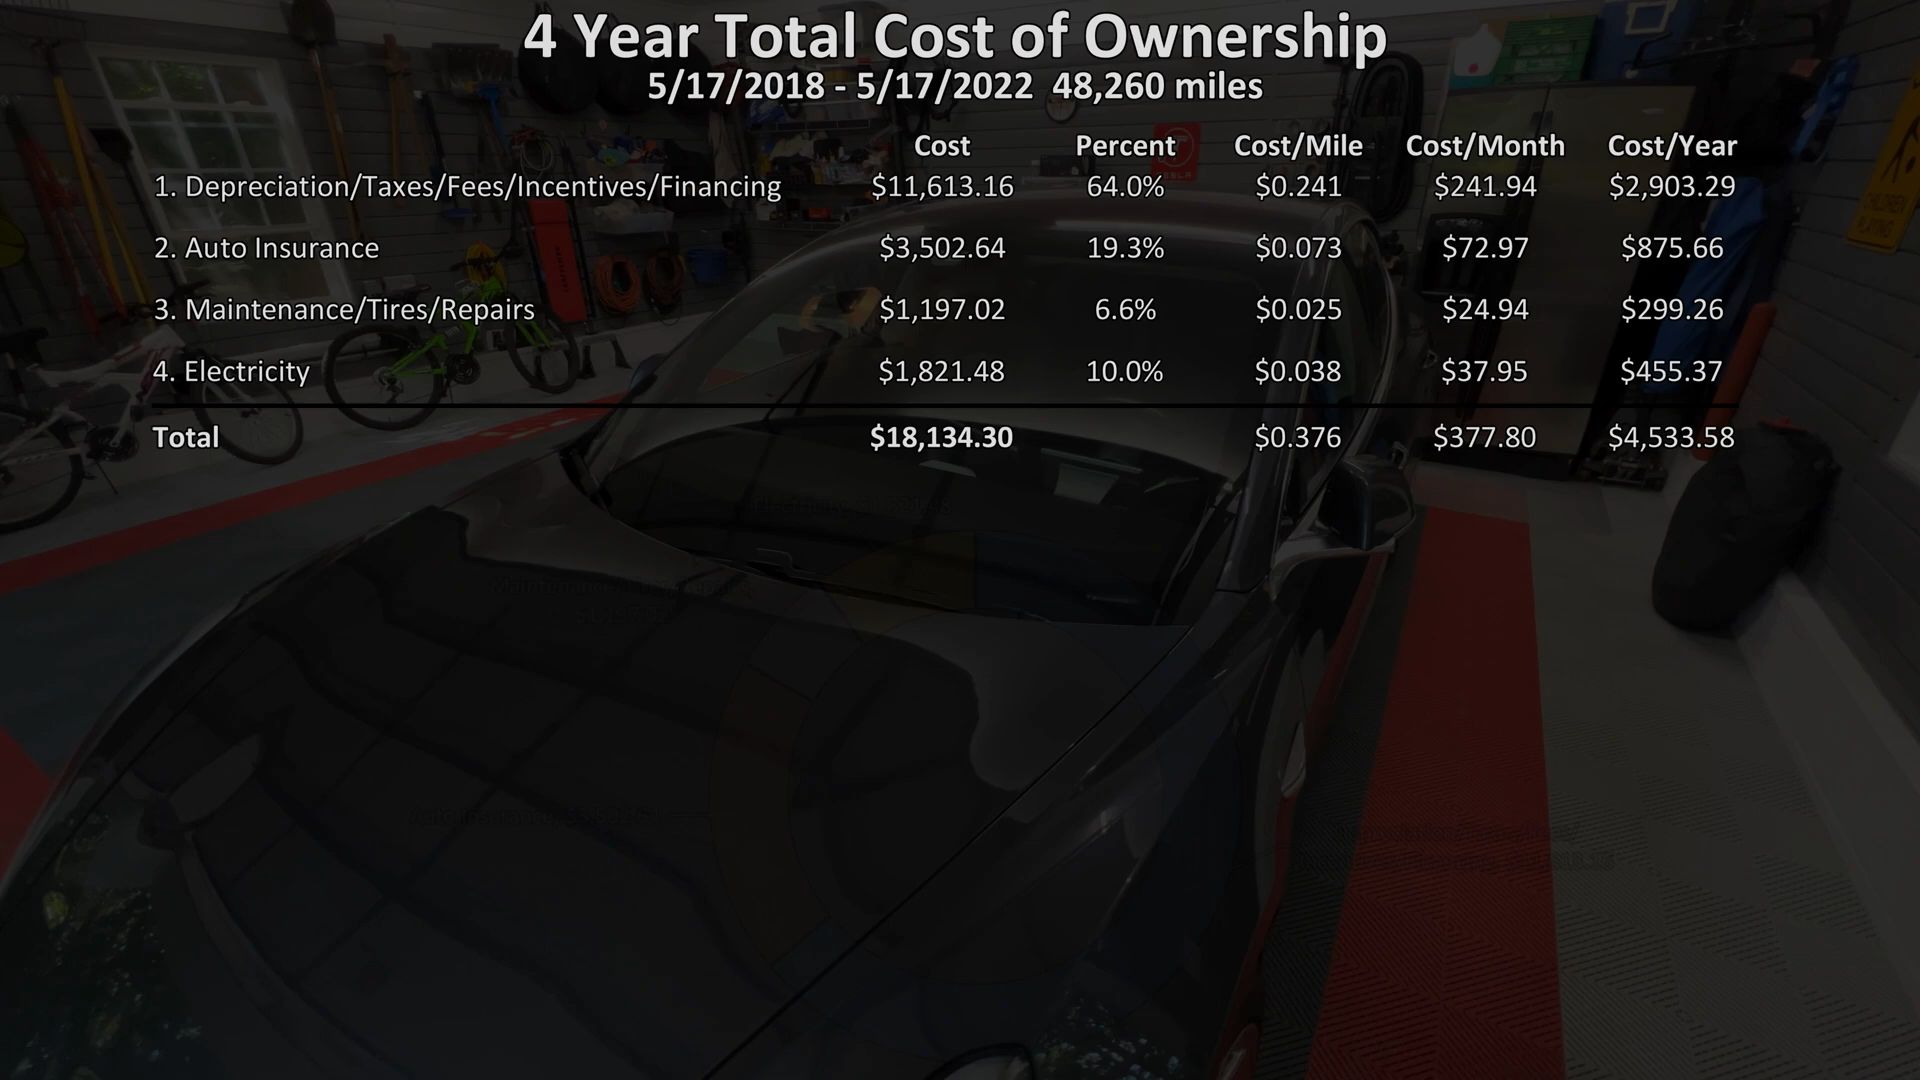 4 Year Total Cost of Ownership
5/17/2018 - 5/17/2022 48,260 miles
Cost Percent Cost/Mile Cost/Month Cost/Year
1. Depreciation/Taxes/Fees/Incentives/Financing $11,613.16 64.0% $0.241 $241.94 $2,903.29
2. Auto Insurance $3,502.64 19.3% $0.073 $72.97 $875.66
3. Maintenance/Tires/Repairs $1,197.02 6.6% $0.025 $24.94 $299.26
4. Electricity $1,821.48 10.0% $0.038 $37.95 $455.37
Total $18,134.30 $0.376 $377.80 $4,533.58
TESLA
CHILDREN
PLAYING